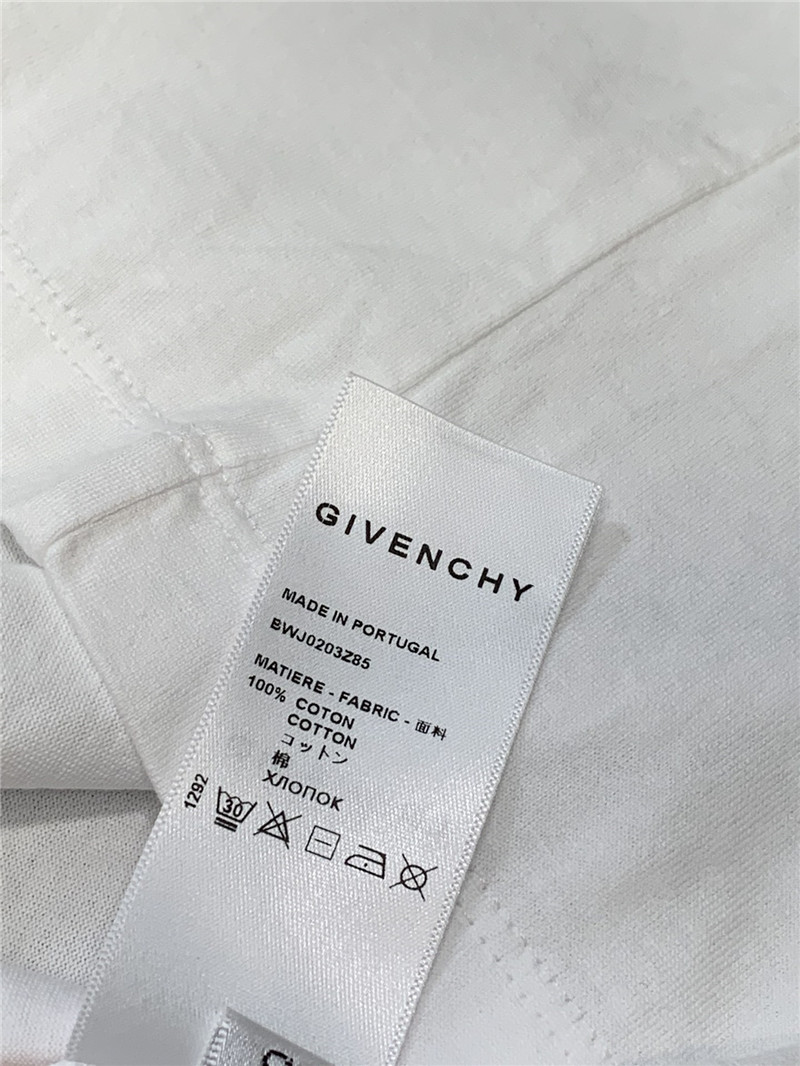 GIVENCHY
MADE IN PORTUGAL
BWJ0203Z85
MATIERE - FABRIC - 面料
100% COTON
COTTON
コットン
棉
ХЛОПОК
1292
30